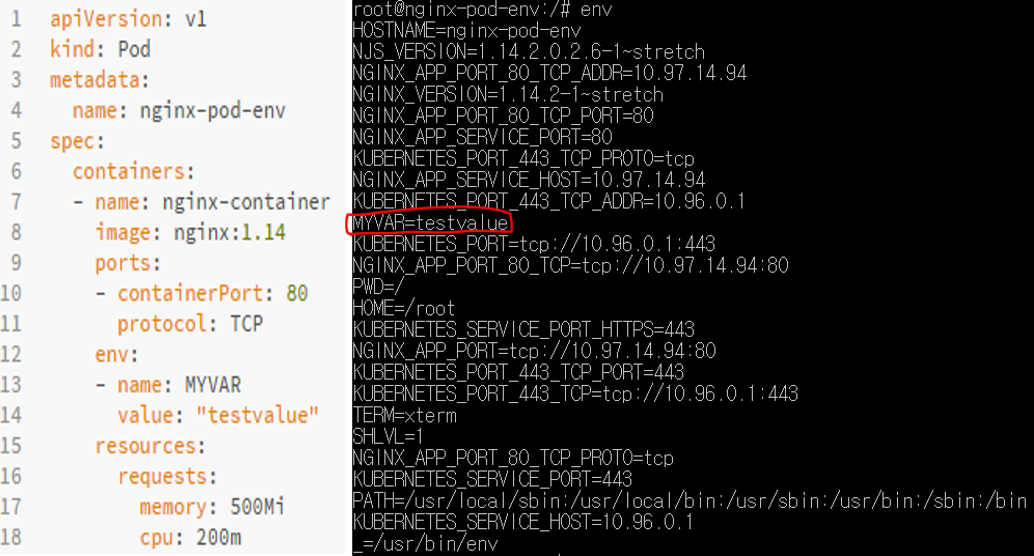 1 apiVersion: v1
2 kind: Pod
3 metadata:
4   name: nginx-pod-env
5 spec:
6   containers:
7   - name: nginx-container
8     image: nginx:1.14
9     ports:
10     - containerPort: 80
11       protocol: TCP
12     env:
13     - name: MYVAR
14       value: "testvalue"
15     resources:
16       requests:
17         memory: 500Mi
18         cpu: 200m
root@nginx-pod-env:/# env
HOSTNAME=nginx-pod-env
NJS_VERSION=1.14.2.0.2.6-1~stretch
NGINX_APP_PORT_80_TCP_ADDR=10.97.14.94
NGINX_VERSION=1.14.2-1~stretch
NGINX_APP_PORT_80_TCP_PORT=80
NGINX_APP_SERVICE_PORT=80
KUBERNETES_PORT_443_TCP_PROTO=tcp
NGINX_APP_SERVICE_HOST=10.97.14.94
KUBERNETES_PORT_443_TCP_ADDR=10.96.0.1
MYVAR=testvalue
KUBERNETES_PORT=tcp://10.96.0.1:443
NGINX_APP_PORT_80_TCP=tcp://10.97.14.94:80
PWD=/
HOME=/root
KUBERNETES_SERVICE_PORT_HTTPS=443
NGINX_APP_PORT=tcp://10.97.14.94:80
KUBERNETES_PORT_443_TCP_PORT=443
KUBERNETES_PORT_443_TCP=tcp://10.96.0.1:443
TERM=xterm
SHLVL=1
NGINX_APP_PORT_80_TCP_PROTO=tcp
KUBERNETES_SERVICE_PORT=443
PATH=/usr/local/sbin:/usr/local/bin:/usr/sbin:/usr/bin:/sbin:/bin
KUBERNETES_SERVICE_HOST=10.96.0.1
_=/usr/bin/env